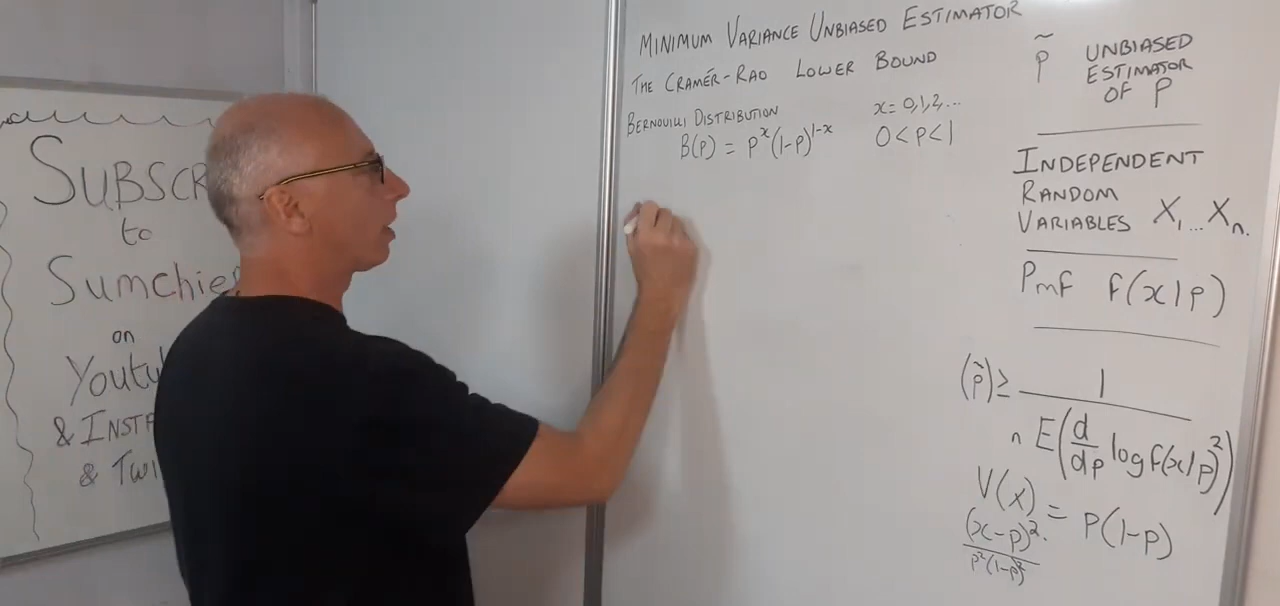 SUBSCR
to
Sumchie
on
Youtu
& INST
& TWI
MINIMUM VARIANCE UNBIASED ESTIMATOR
THE CRAMÉR-RAO LOWER BOUND
BERNOUILLI DISTRIBUTION x=0,1,2,...
B(p) = p^x(1-p)^{1-x} 0<p<1
p̃ UNBIASED
ESTIMATOR
OF P
INDEPENDENT
RANDOM
VARIABLES X₁...Xₙ.
Pmf f(x|p)
(p̃) ≥ 1
n E(d/dp log f(x|p)²)
V(x) = P(1-p)
(x-p)².
p²(1-p)²